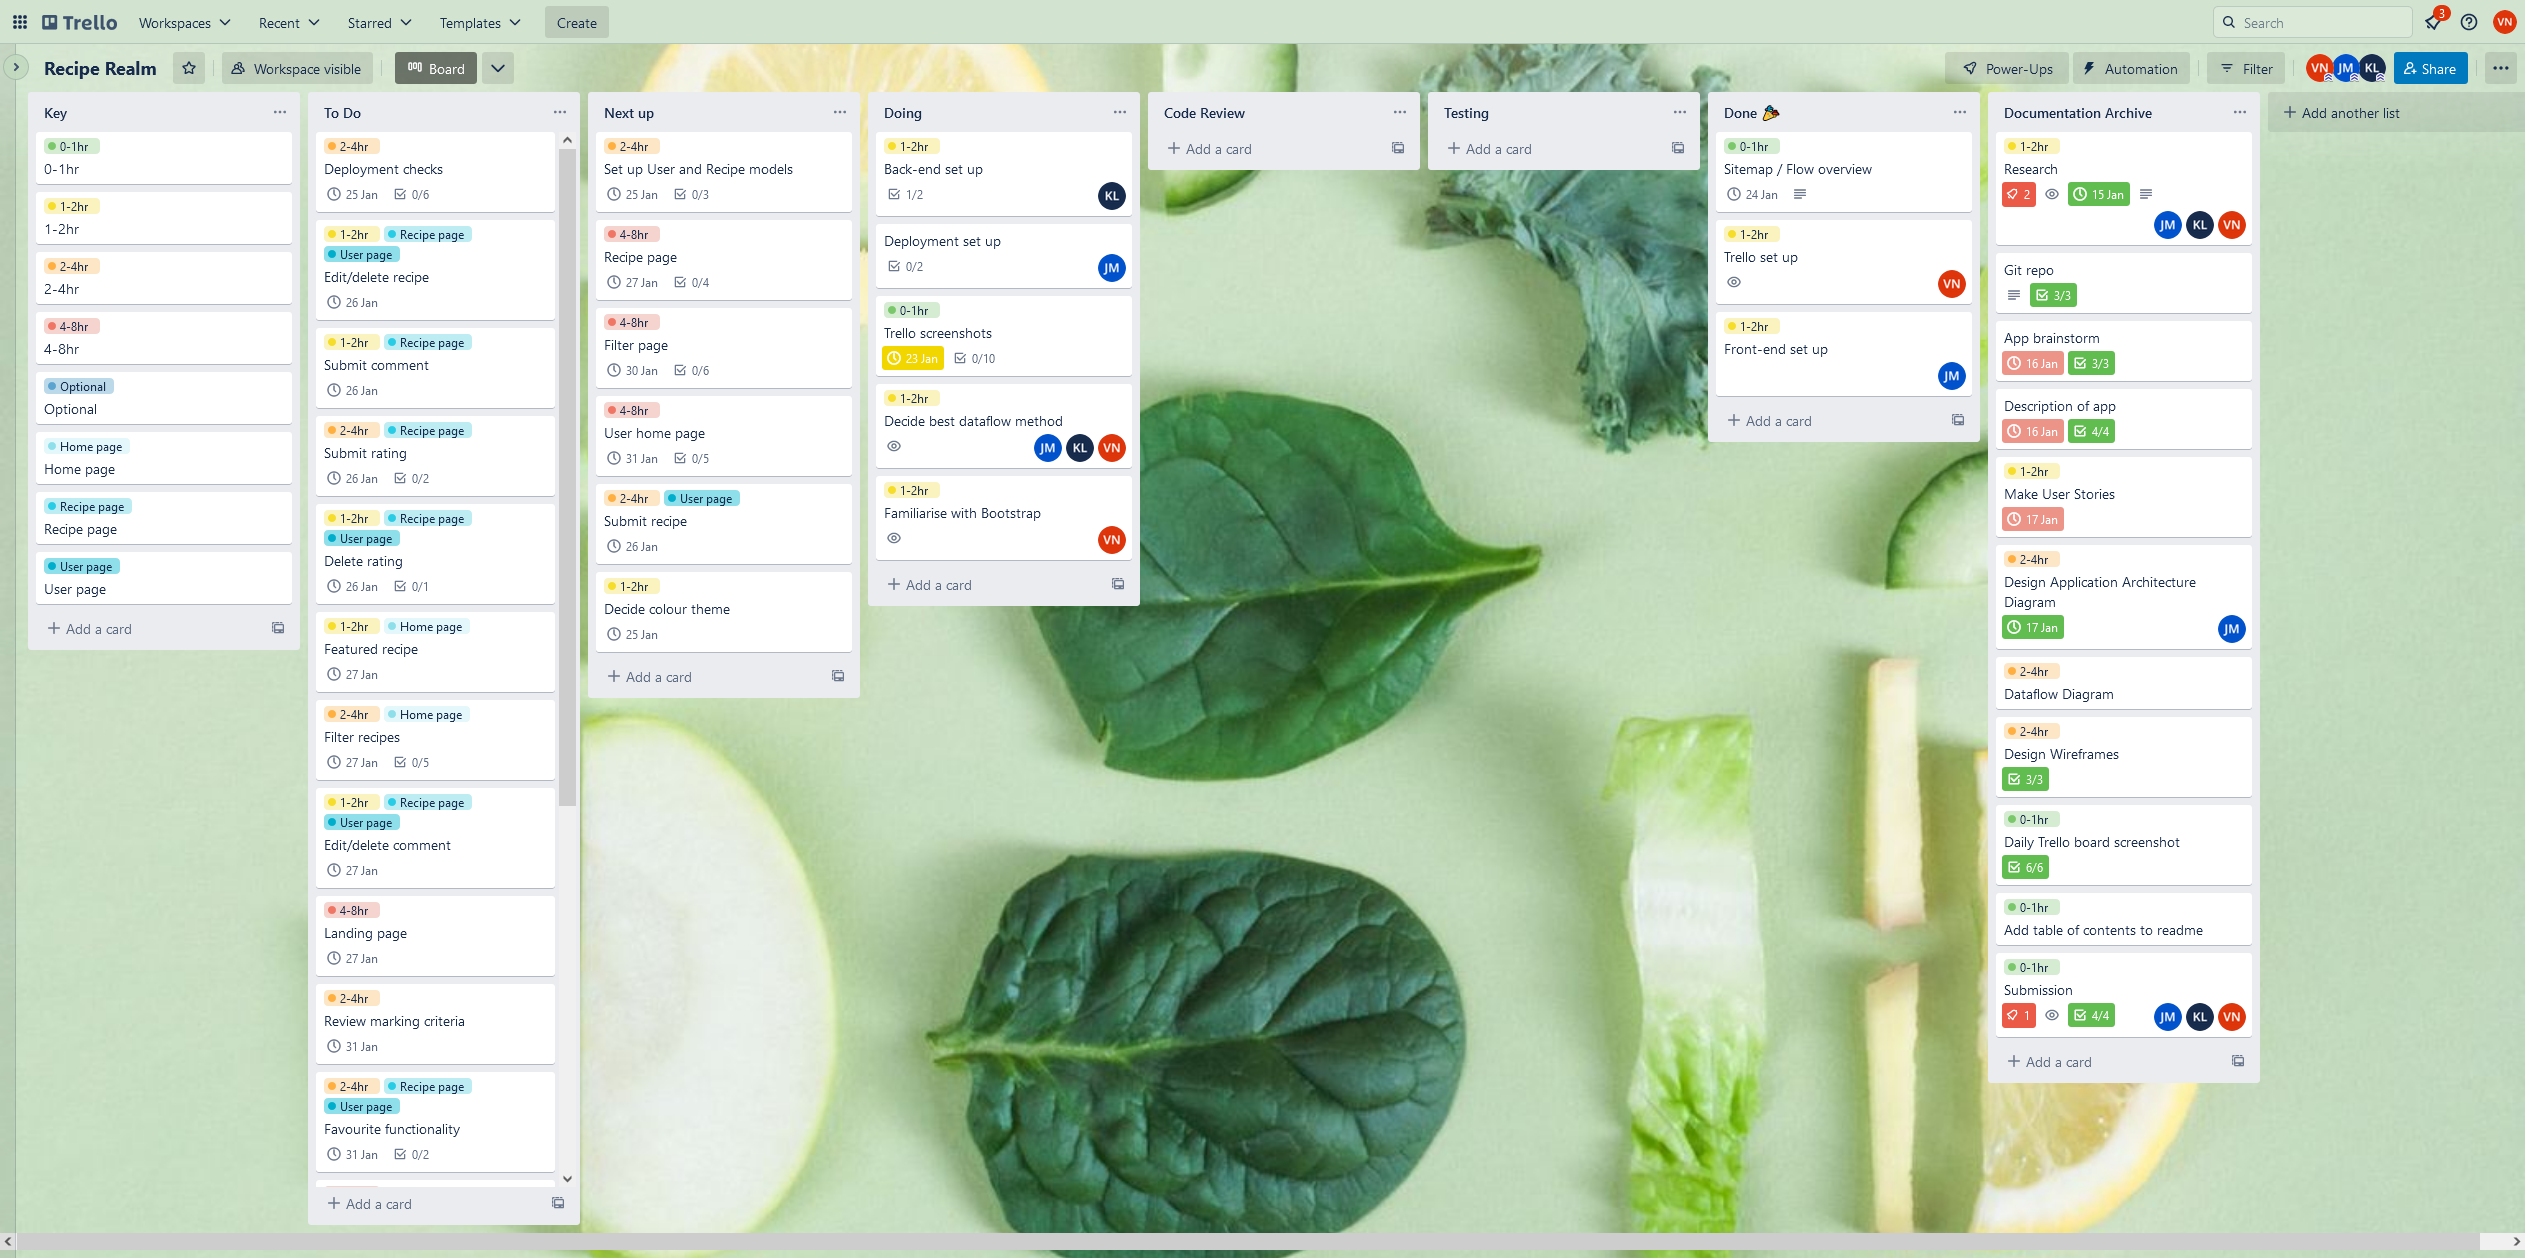 Trello
Workspaces
Recent
Starred
Templates
Create
Search
3
VN
Recipe Realm
Workspace visible
Board
Power-Ups
Automation
Filter
VN
JM
KL
Share
Key
0-1hr
0-1hr
1-2hr
1-2hr
2-4hr
2-4hr
4-8hr
4-8hr
Optional
Optional
Home page
Home page
Recipe page
Recipe page
User page
User page
Add a card
To Do
2-4hr
Deployment checks
25 Jan 0/6
1-2hr Recipe page
User page
Edit/delete recipe
26 Jan
1-2hr Recipe page
Submit comment
26 Jan
2-4hr Recipe page
Submit rating
26 Jan 0/2
1-2hr Recipe page
User page
Delete rating
26 Jan 0/1
1-2hr Home page
Featured recipe
27 Jan
2-4hr Home page
Filter recipes
27 Jan 0/5
1-2hr Recipe page
User page
Edit/delete comment
27 Jan
4-8hr
Landing page
27 Jan
2-4hr
Review marking criteria
31 Jan
2-4hr Recipe page
User page
Favourite functionality
31 Jan 0/2
Add a card
Next up
2-4hr
Set up User and Recipe models
25 Jan 0/3
4-8hr
Recipe page
27 Jan 0/4
4-8hr
Filter page
30 Jan 0/6
4-8hr
User home page
31 Jan 0/5
2-4hr User page
Submit recipe
26 Jan
1-2hr
Decide colour theme
25 Jan
Add a card
Doing
1-2hr
Back-end set up
1/2
KL
Deployment set up
0/2
JM
0-1hr
Trello screenshots
23 Jan 0/10
1-2hr
Decide best dataflow method
JM KL VN
1-2hr
Familiarise with Bootstrap
VN
Add a card
Code Review
Add a card
Testing
Add a card
Done
0-1hr
Sitemap / Flow overview
24 Jan
1-2hr
Trello set up
VN
1-2hr
Front-end set up
JM
Add a card
Documentation Archive
1-2hr
Research
2 15 Jan
JM KL VN
Git repo
3/3
App brainstorm
16 Jan 3/3
Description of app
16 Jan 4/4
1-2hr
Make User Stories
17 Jan
2-4hr
Design Application Architecture
Diagram
17 Jan
JM
2-4hr
Dataflow Diagram
2-4hr
Design Wireframes
3/3
0-1hr
Daily Trello board screenshot
6/6
0-1hr
Add table of contents to readme
0-1hr
Submission
1 4/4
JM KL VN
Add a card
Add another list